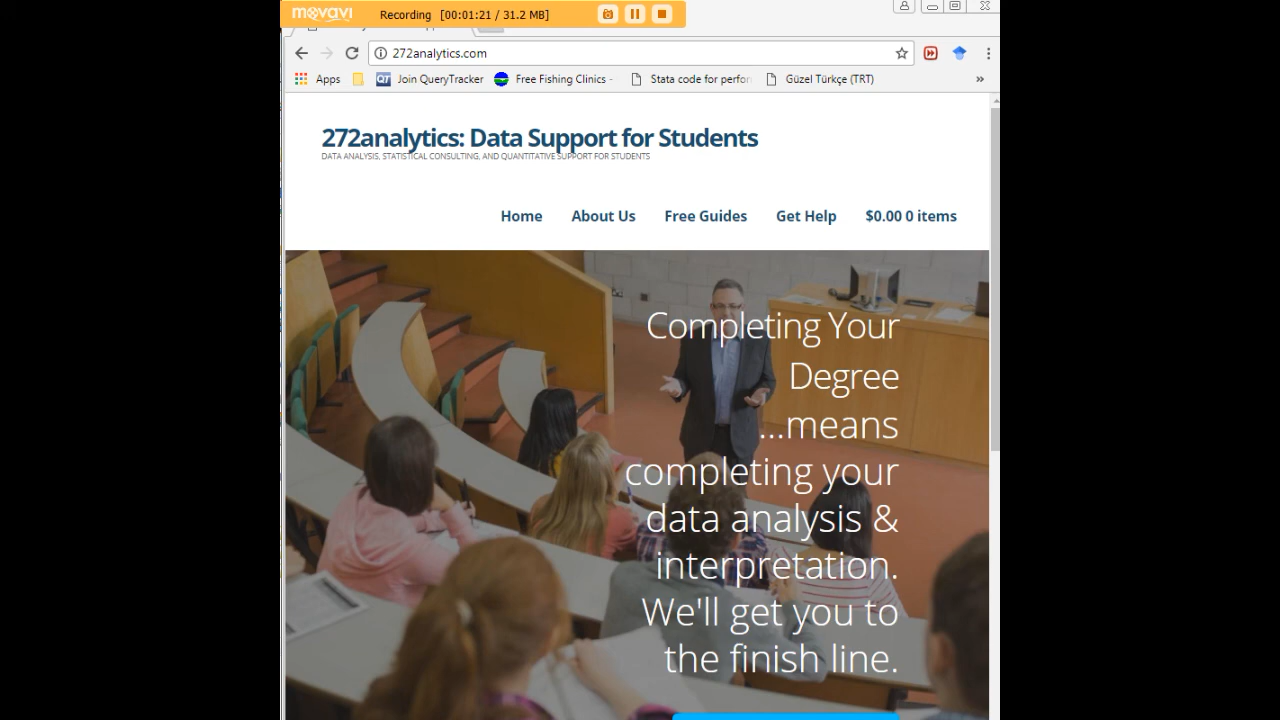 movavi Recording [00:01:21 / 31.2 MB]
272analytics.com
Apps Join QueryTracker Free Fishing Clinics - Stata code for perfor Güzel Türkçe (TRT) »
272analytics: Data Support for Students
DATA ANALYSIS, STATISTICAL CONSULTING, AND QUANTITATIVE SUPPORT FOR STUDENTS
Home About Us Free Guides Get Help $0.00 0 items
Completing Your
Degree
...means
completing your
data analysis &
interpretation.
We'll get you to
the finish line.